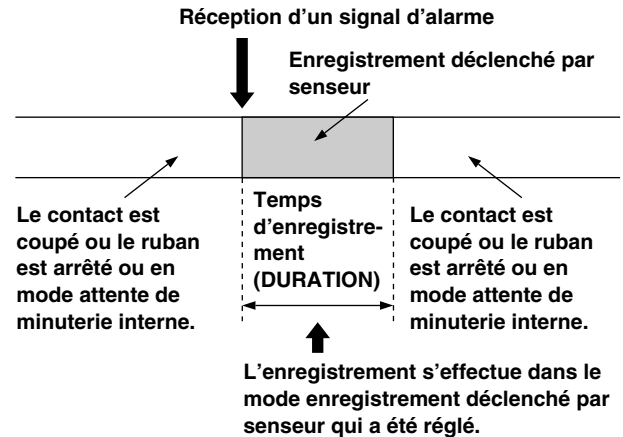 Réception d'un signal d'alarme
Enregistrement déclenché par
senseur
Le contact est
coupé ou le ruban
est arrêté ou en
mode attente de
minuterie interne.
Temps
d'enregistre-
ment
(DURATION)
Le contact est
coupé ou le ruban
est arrêté ou en
mode attente de
minuterie interne.
L'enregistrement s'effectue dans le
mode enregistrement déclenché par
senseur qui a été réglé.